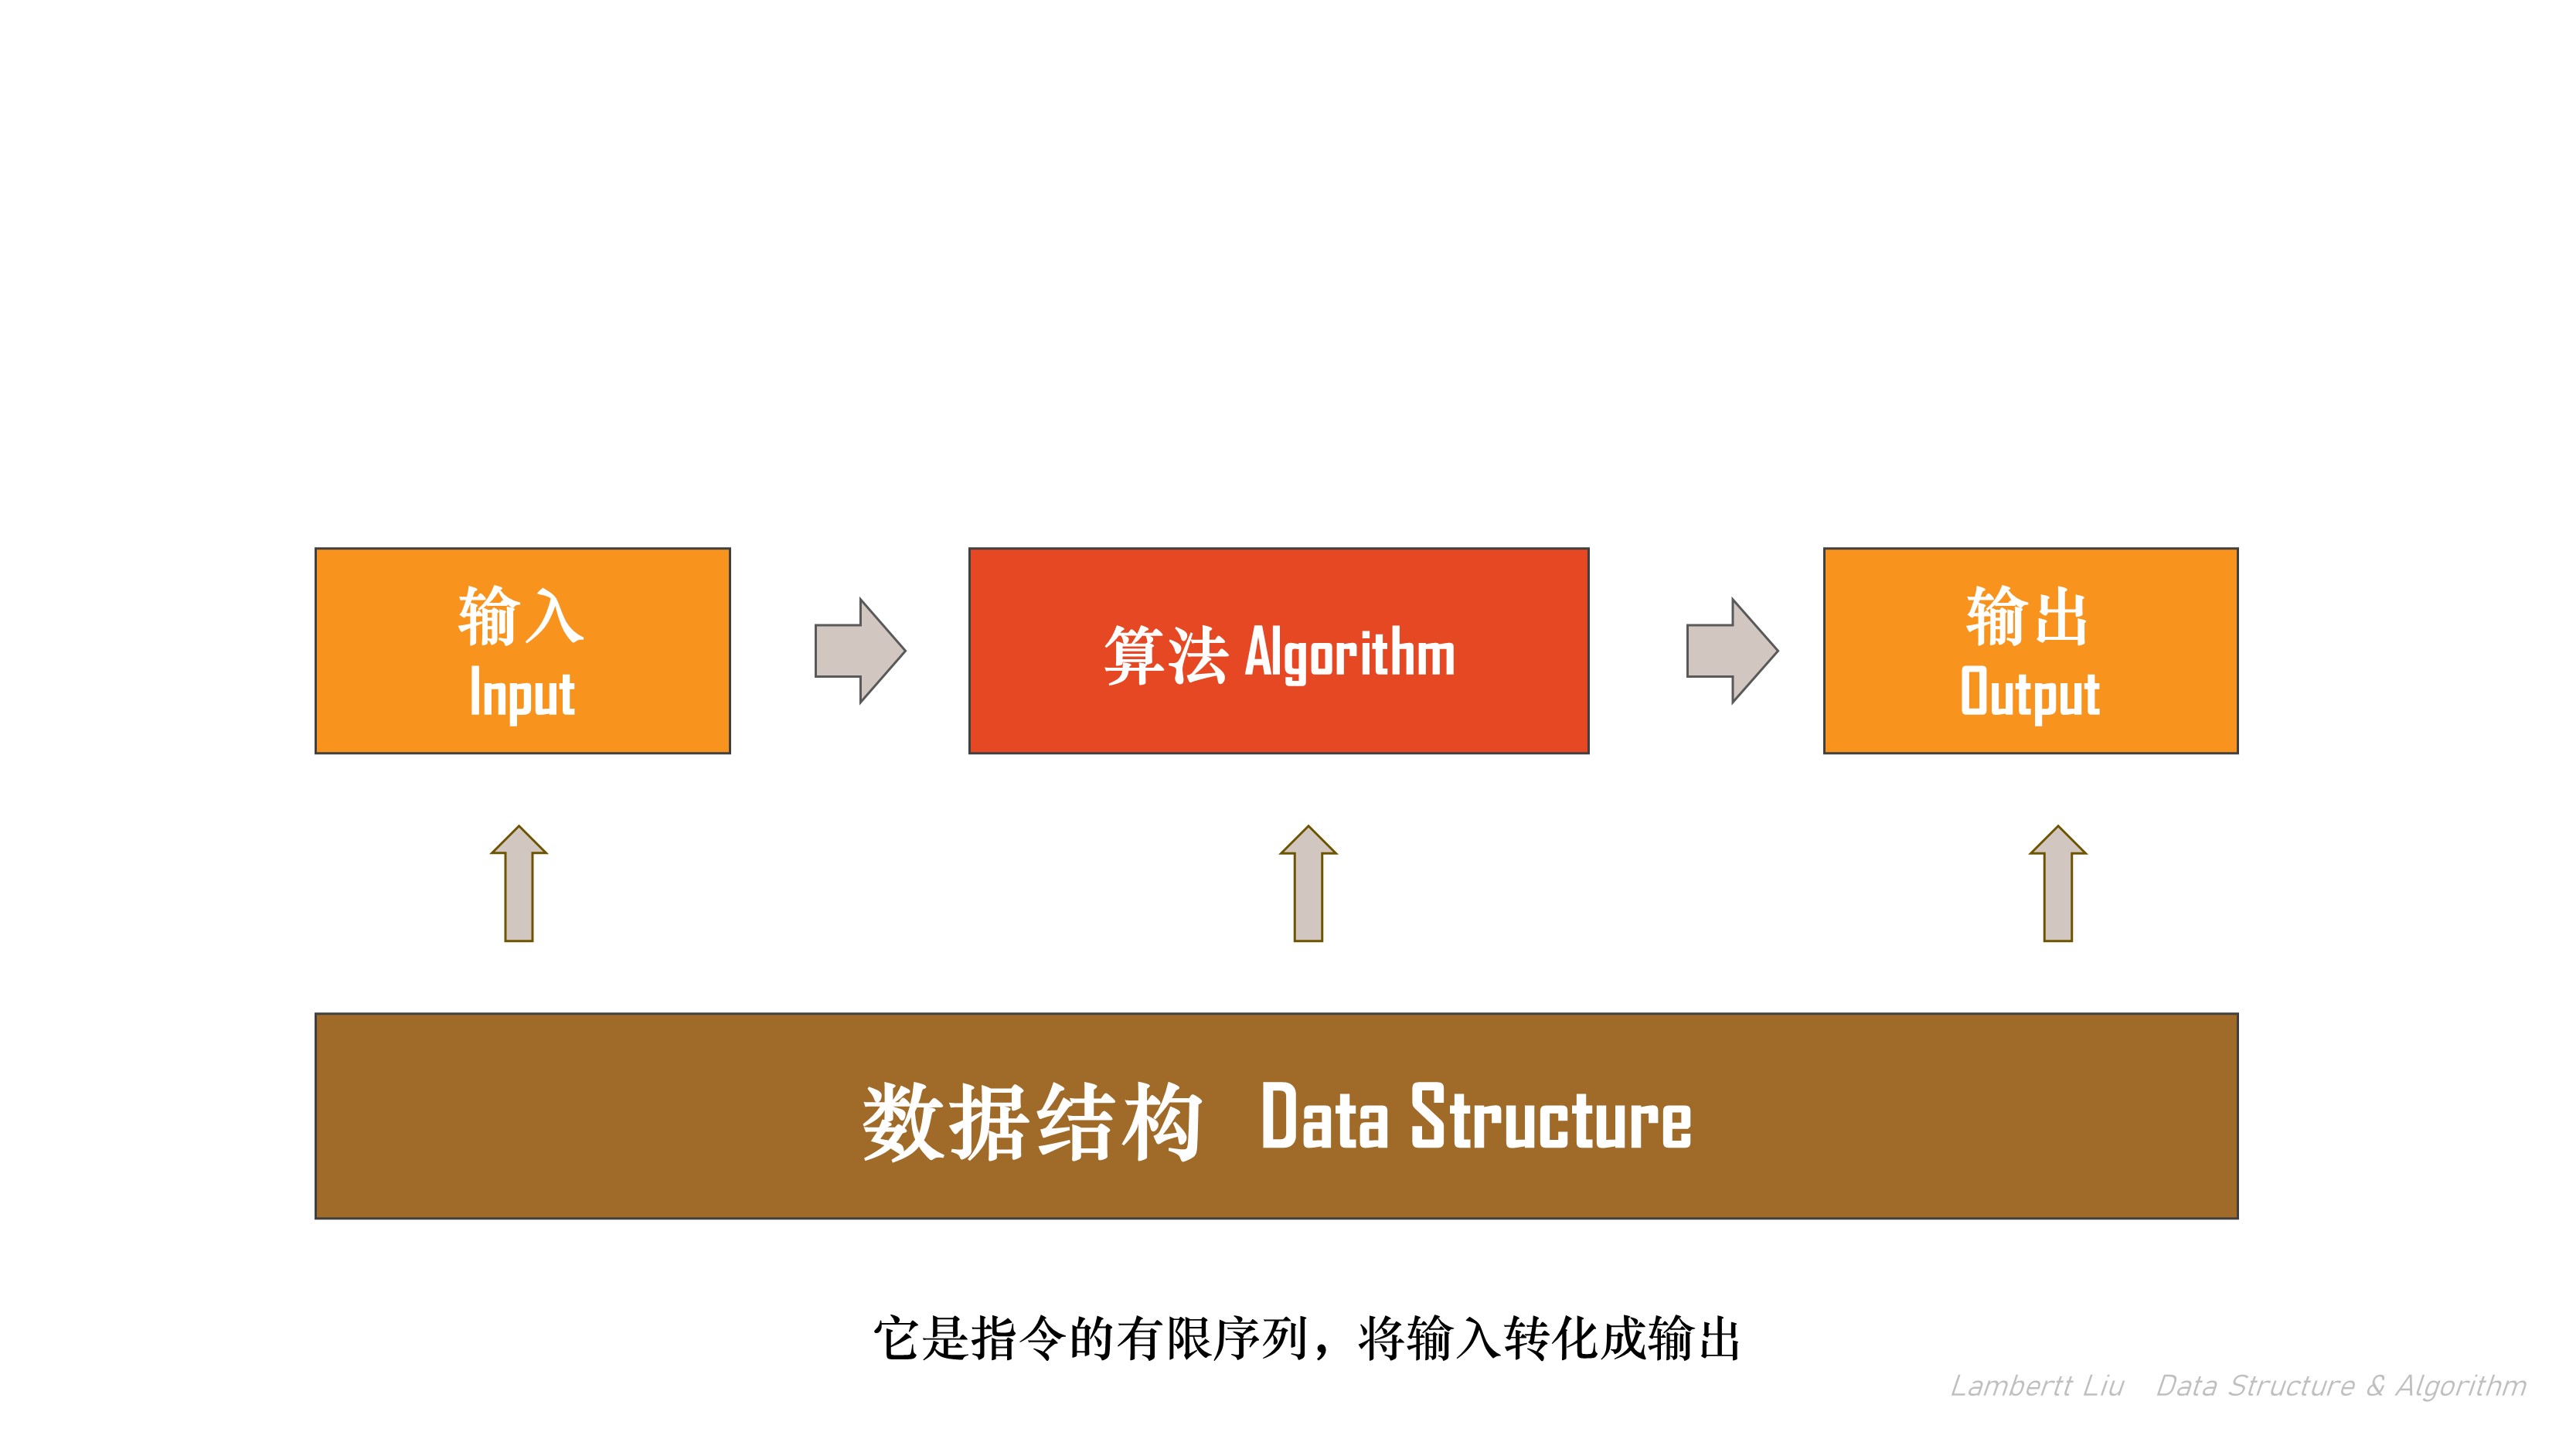 输入
Input
算法 Algorithm
输出
Output
数据结构 Data Structure
它是指令的有限序列，将输入转化成输出
Lambertt Liu Data Structure & Algorithm